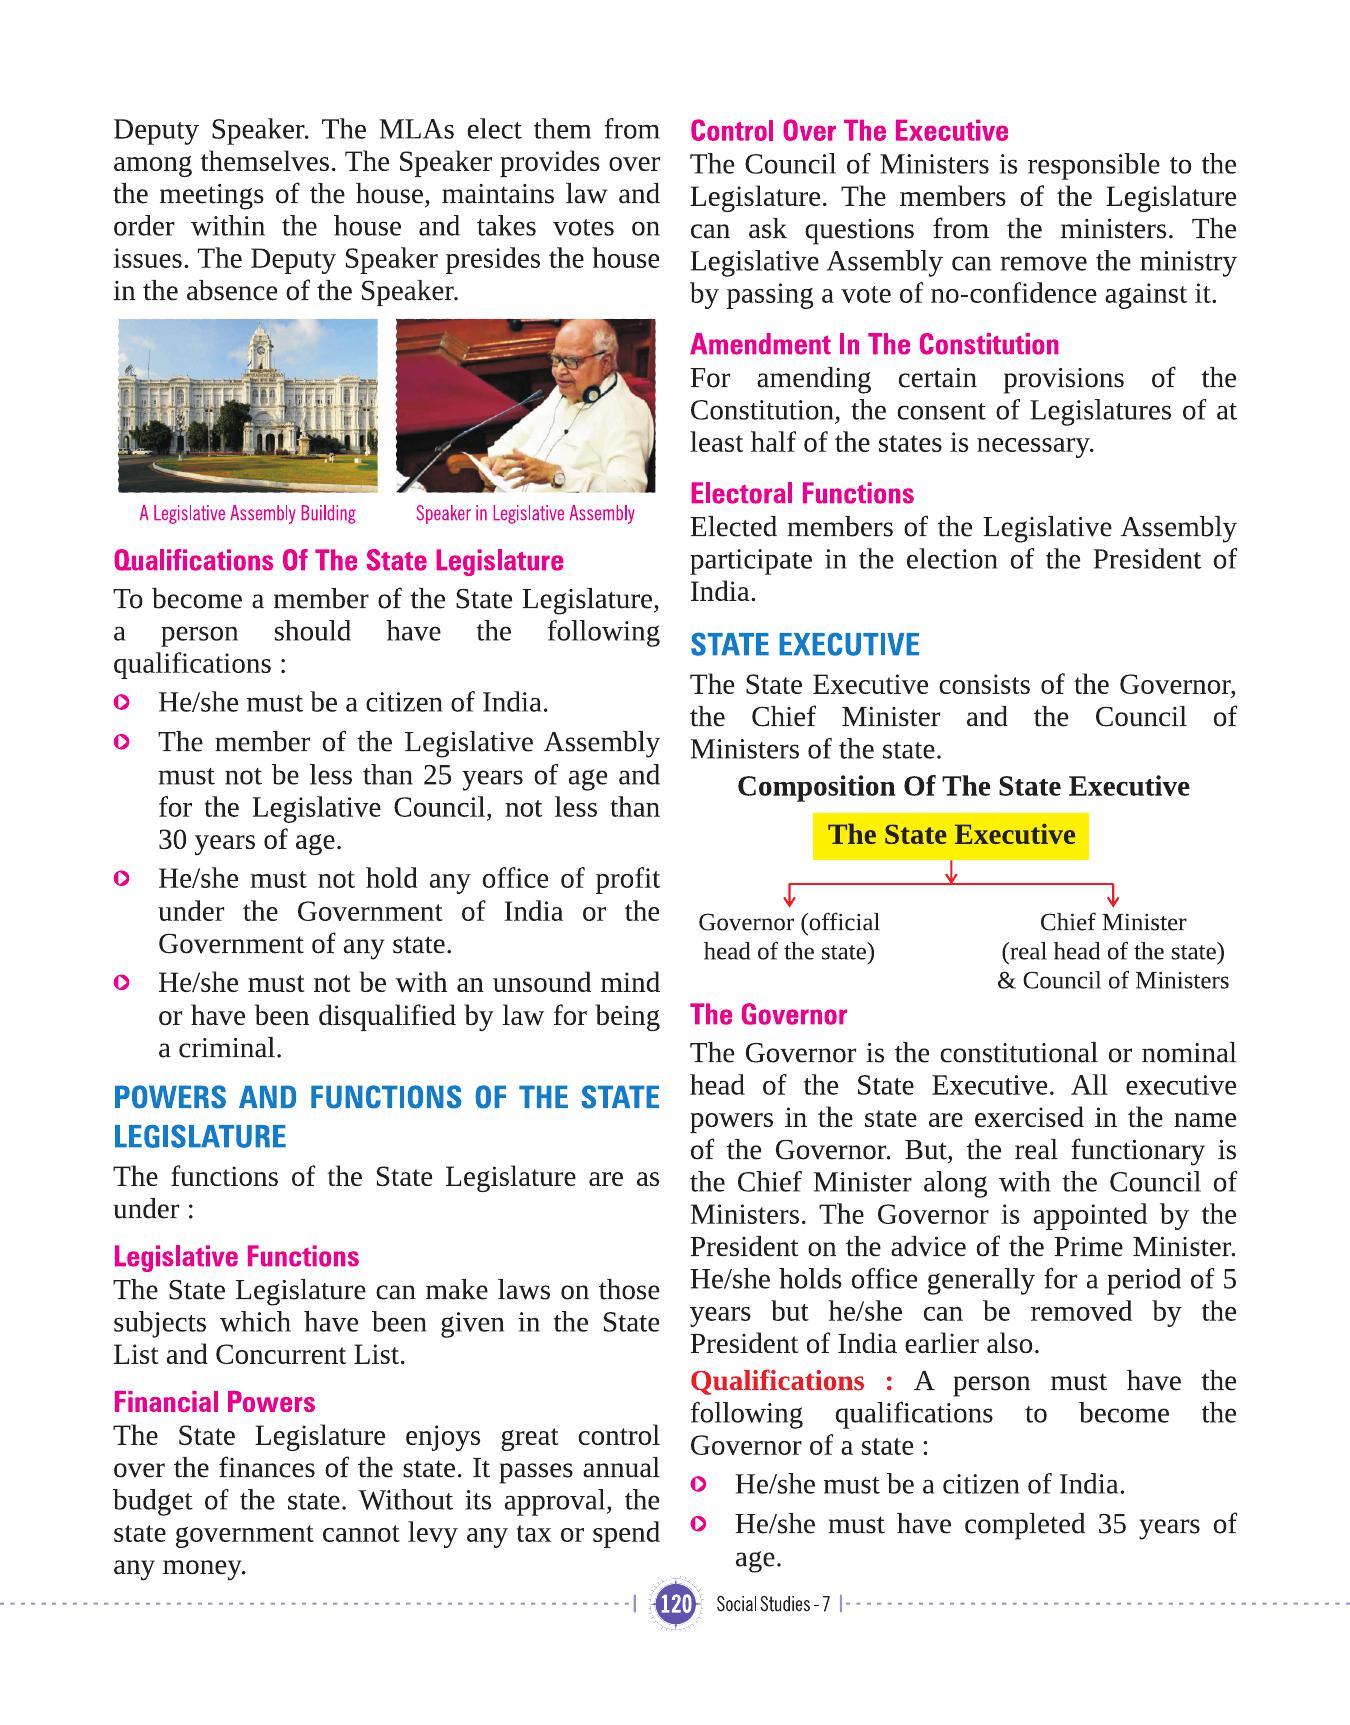 Deputy Speaker. The MLAs elect them from
among themselves. The Speaker provides over
the meetings of the house, maintains law and
order within the house and takes votes on
issues. The Deputy Speaker presides the house
in the absence of the Speaker.
A Legislative Assembly Building
Speaker in Legislative Assembly
Qualifications Of The State Legislature
To become a member of the State Legislature,
a person should have the following
qualifications :
He/she must be a citizen of India.
The member of the Legislative Assembly
must not be less than 25 years of age and
for the Legislative Council, not less than
30 years of age.
He/she must not hold any office of profit
under the Government of India or the
Government of any state.
He/she must not be with an unsound mind
or have been disqualified by law for being
a criminal.
POWERS AND FUNCTIONS OF THE STATE
LEGISLATURE
The functions of the State Legislature are as
under :
Legislative Functions
The State Legislature can make laws on those
subjects which have been given in the State
List and Concurrent List.
Financial Powers
The State Legislature enjoys great control
over the finances of the state. It passes annual
budget of the state. Without its approval, the
state government cannot levy any tax or spend
any money.
Control Over The Executive
The Council of Ministers is responsible to the
Legislature. The members of the Legislature
can ask questions from the ministers. The
Legislative Assembly can remove the ministry
by passing a vote of no-confidence against it.
Amendment In The Constitution
For amending certain provisions of the
Constitution, the consent of Legislatures of at
least half of the states is necessary.
Electoral Functions
Elected members of the Legislative Assembly
participate in the election of the President of
India.
STATE EXECUTIVE
The State Executive consists of the Governor,
the Chief Minister and the Council of
Ministers of the state.
Composition Of The State Executive
The State Executive
Governor (official
head of the state)
Chief Minister
(real head of the state)
& Council of Ministers
The Governor
The Governor is the constitutional or nominal
head of the State Executive. All executive
powers in the state are exercised in the name
of the Governor. But, the real functionary is
the Chief Minister along with the Council of
Ministers. The Governor is appointed by the
President on the advice of the Prime Minister.
He/she holds office generally for a period of 5
years but he/she can be removed by the
President of India earlier also.
Qualifications : A person must have the
following qualifications to become the
Governor of a state :
He/she must be a citizen of India.
He/she must have completed 35 years of
age.
120 Social Studies - 7